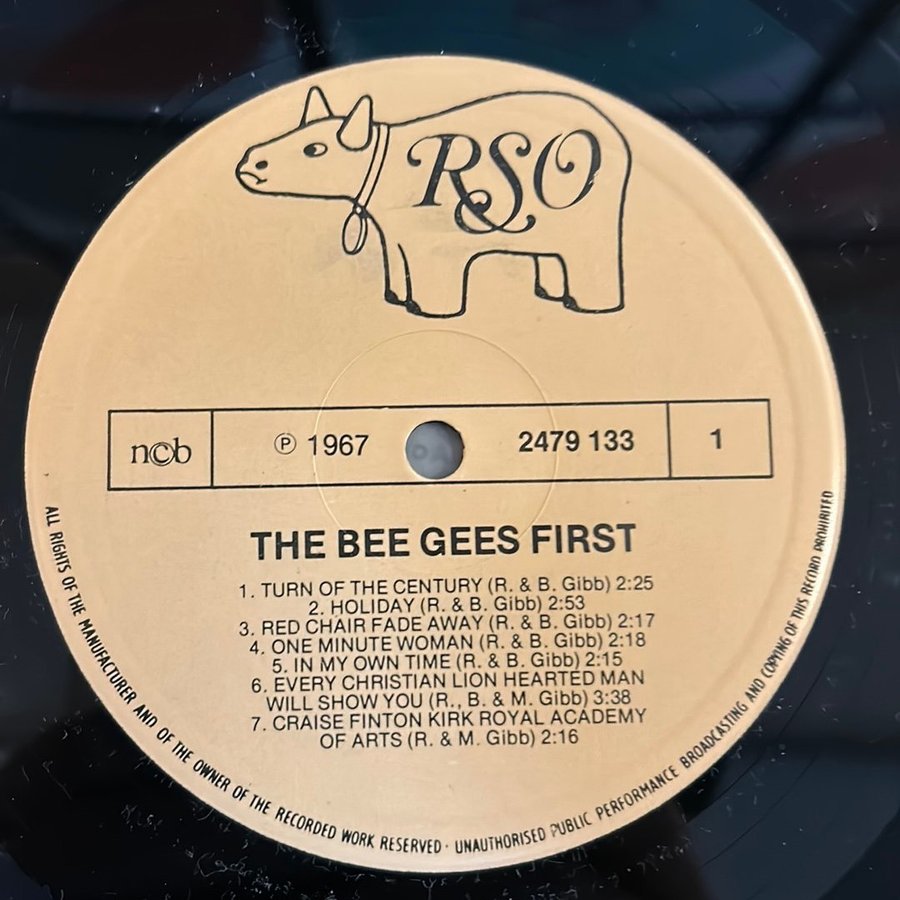 RSO
ncb
℗ 1967
2479 133
1
THE BEE GEES FIRST
1. TURN OF THE CENTURY (R. & B. Gibb) 2:25
2. HOLIDAY (R. & B. Gibb) 2:53
3. RED CHAIR FADE AWAY (R. & B. Gibb) 2:17
4. ONE MINUTE WOMAN (R. & B. Gibb) 2:18
5. IN MY OWN TIME (R. & B. Gibb) 2:15
6. EVERY CHRISTIAN LION HEARTED MAN
WILL SHOW YOU (R., B. & M. Gibb) 3:38
7. CRAISE FINTON KIRK ROYAL ACADEMY
OF ARTS (R. & M. Gibb) 2:16
ALL RIGHTS OF THE MANUFACTURER AND OF THE OWNER OF THE RECORDED WORK RESERVED · UNAUTHORISED PUBLIC PERFORMANCE BROADCASTING AND COPYING OF THIS RECORD PROHIBITED